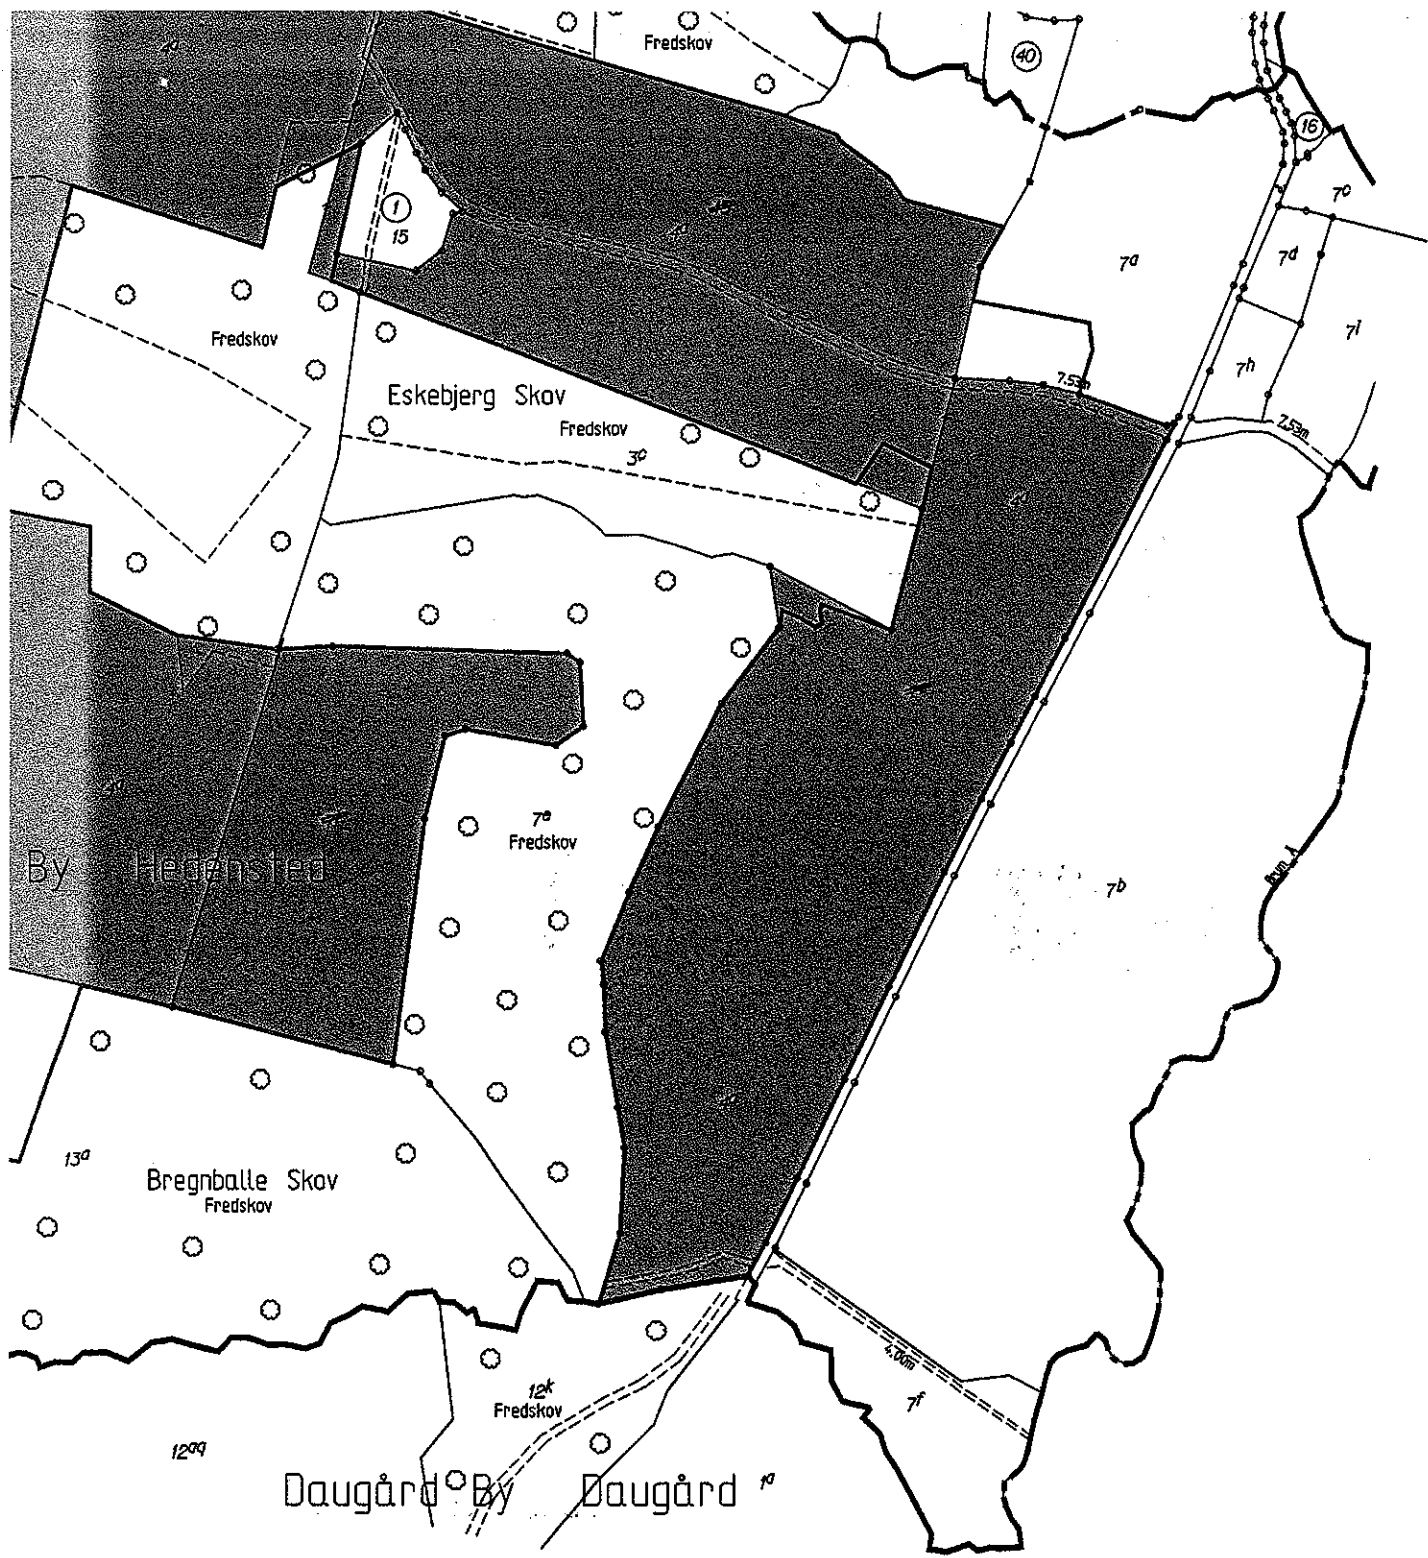 Fredskov
40
16
7c
1
15
7a
7d
7i
7h
7.53m
7.53m
Fredskov
Eskebjerg Skov
Fredskov
3c
7e
Fredskov
By Hedensted
7b
13a
Bregnballe Skov
Fredskov
4.00m
7f
12k
Fredskov
12aq
Daugård By Daugård 1a